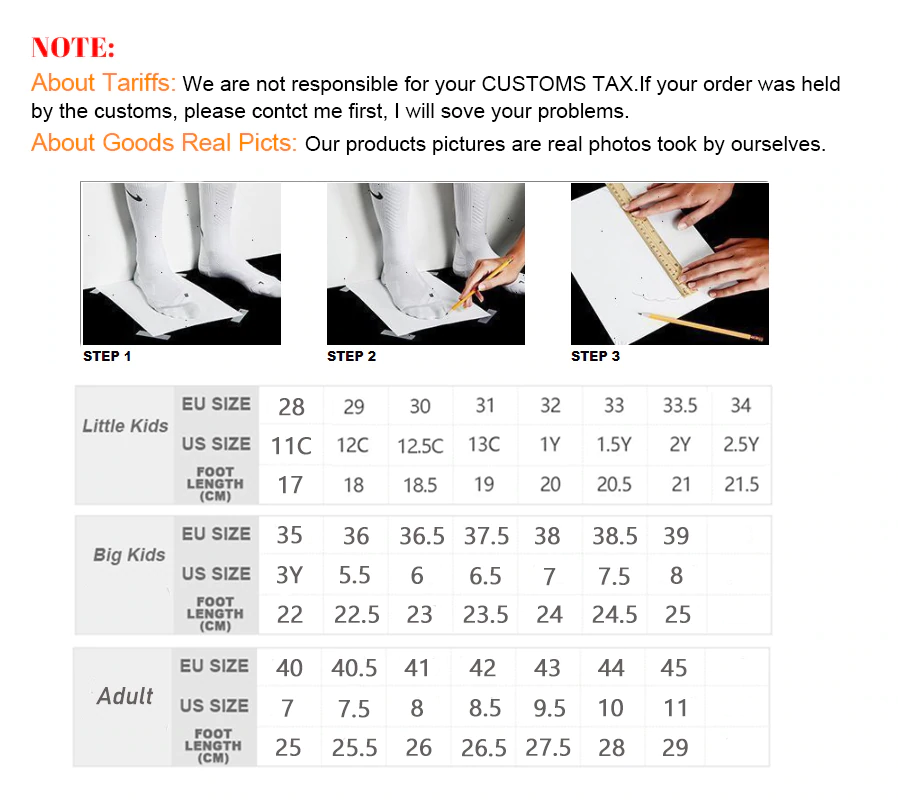 NOTE:
About Tariffs: We are not responsible for your CUSTOMS TAX.If your order was held
by the customs, please contct me first, I will sove your problems.
About Goods Real Picts: Our products pictures are real photos took by ourselves.
STEP 1 STEP 2 STEP 3
Little Kids
EU SIZE 28 29 30 31 32 33 33.5 34
US SIZE 11C 12C 12.5C 13C 1Y 1.5Y 2Y 2.5Y
FOOT
LENGTH
(CM) 17 18 18.5 19 20 20.5 21 21.5
Big Kids
EU SIZE 35 36 36.5 37.5 38 38.5 39
US SIZE 3Y 5.5 6 6.5 7 7.5 8
FOOT
LENGTH
(CM) 22 22.5 23 23.5 24 24.5 25
Adult
EU SIZE 40 40.5 41 42 43 44 45
US SIZE 7 7.5 8 8.5 9.5 10 11
FOOT
LENGTH
(CM) 25 25.5 26 26.5 27.5 28 29